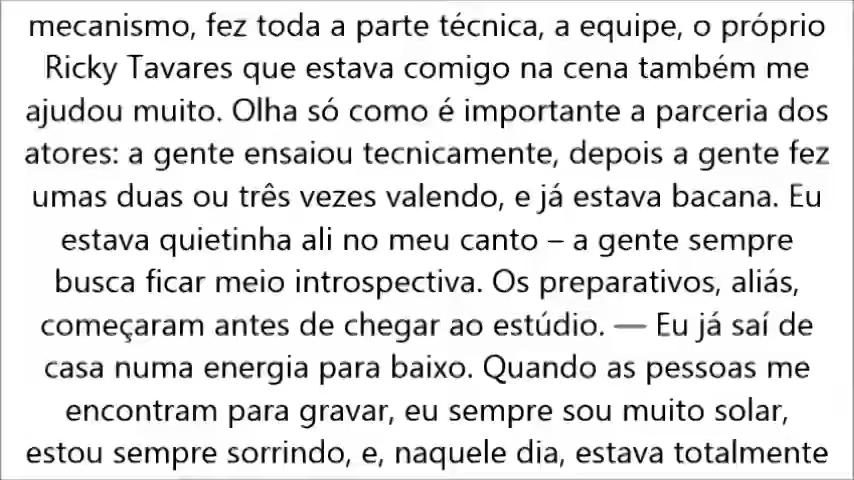 mecanismo, fez toda a parte técnica, a equipe, o próprio
Ricky Tavares que estava comigo na cena também me
ajudou muito. Olha só como é importante a parceria dos
atores: a gente ensaiou tecnicamente, depois a gente fez
umas duas ou três vezes valendo, e já estava bacana. Eu
estava quietinha ali no meu canto – a gente sempre
busca ficar meio introspectiva. Os preparativos, aliás,
começaram antes de chegar ao estúdio. — Eu já saí de
casa numa energia para baixo. Quando as pessoas me
encontram para gravar, eu sempre sou muito solar,
estou sempre sorrindo, e, naquele dia, estava totalmente